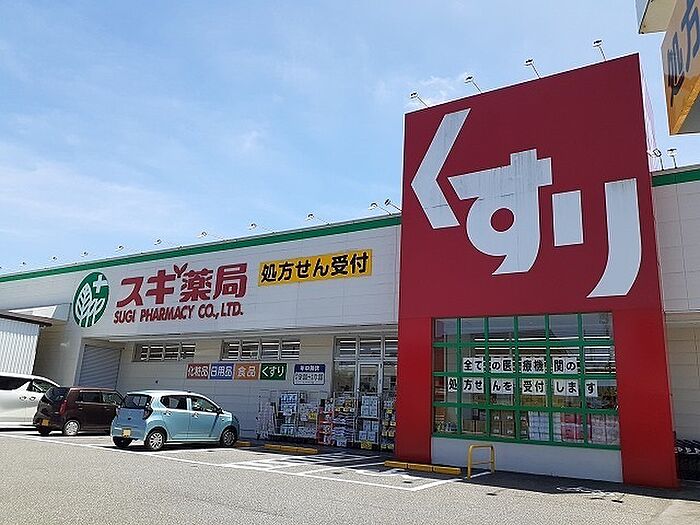 くすり
スギ薬局
SUGI PHARMACY CO., LTD.
処方せん受付
化粧品 日用品 食品 くすり
全ての医療機関の
処方せんを受付します
処方